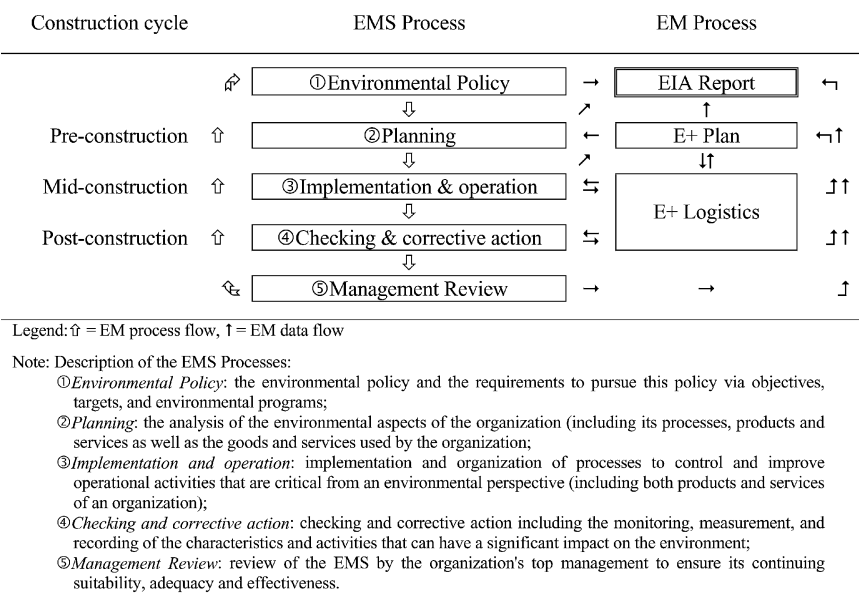 Construction cycle EMS Process EM Process
①Environmental Policy → EIA Report
Pre-construction ②Planning ← E+ Plan
Mid-construction ③Implementation & operation ⇆ E+ Logistics
Post-construction ④Checking & corrective action ⇆
⑤Management Review → →
Legend:⇧ = EM process flow, ↑ = EM data flow
Note: Description of the EMS Processes:
①Environmental Policy: the environmental policy and the requirements to pursue this policy via objectives,
targets, and environmental programs;
②Planning: the analysis of the environmental aspects of the organization (including its processes, products and
services as well as the goods and services used by the organization;
③Implementation and operation: implementation and organization of processes to control and improve
operational activities that are critical from an environmental perspective (including both products and services
of an organization);
④Checking and corrective action: checking and corrective action including the monitoring, measurement, and
recording of the characteristics and activities that can have a significant impact on the environment;
⑤Management Review: review of the EMS by the organization's top management to ensure its continuing
suitability, adequacy and effectiveness.